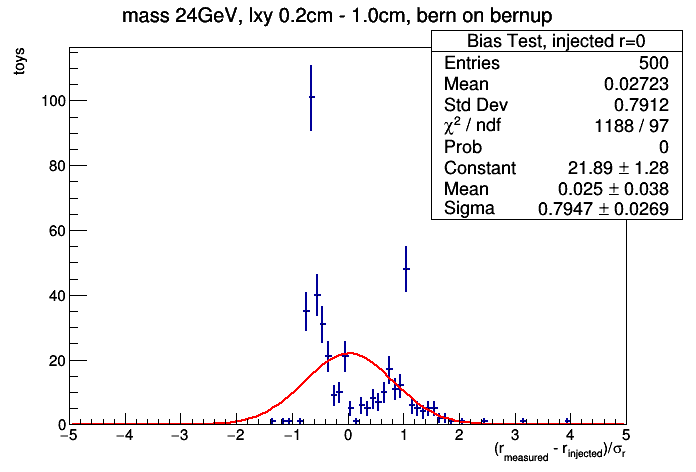 mass 24GeV, lxy 0.2cm - 1.0cm, bern on bernup
Bias Test, injected r=0
Entries 500
Mean 0.02723
Std Dev 0.7912
χ² / ndf 1188 / 97
Prob 0
Constant 21.89 ± 1.28
Mean 0.025 ± 0.038
Sigma 0.7947 ± 0.0269
toys
100
80
60
40
20
0
−5 −4 −3 −2 −1 0 1 2 3 4 5
(r_measured - r_injected)/σ_r